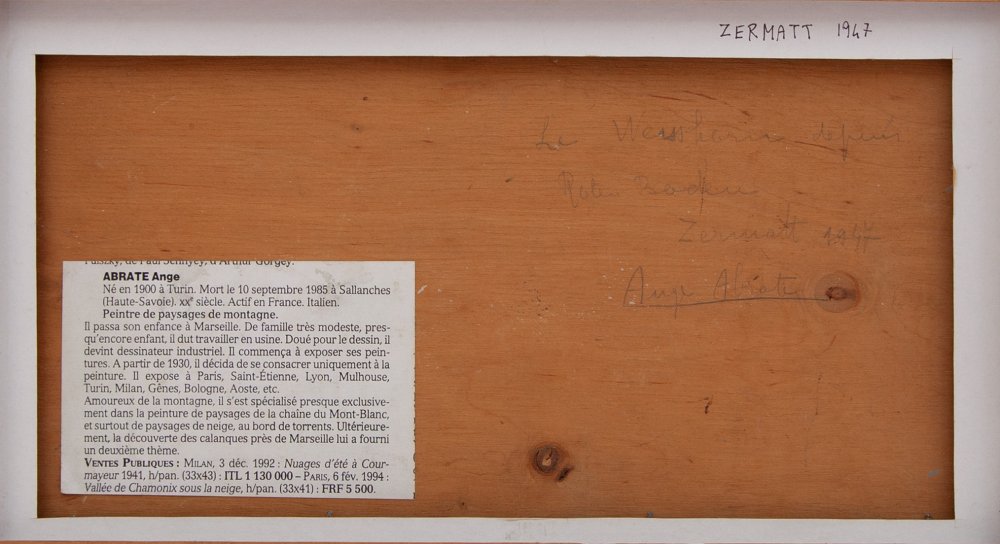 ZERMATT 1947
Le Weisshorn depuis
Roten Boden
Zermatt 1947
Ange Abrate
Pulszky, de Paul Sennyey, d'Arthur Gorgey.
ABRATE Ange
Né en 1900 à Turin. Mort le 10 septembre 1985 à Sallanches
(Haute-Savoie). XXe siècle. Actif en France. Italien.
Peintre de paysages de montagne.
Il passa son enfance à Marseille. De famille très modeste, pres-
qu'encore enfant, il dut travailler en usine. Doué pour le dessin, il
devint dessinateur industriel. Il commença à exposer ses pein-
tures. A partir de 1930, il décida de se consacrer uniquement à la
peinture. Il expose à Paris, Saint-Étienne, Lyon, Mulhouse,
Turin, Milan, Gênes, Bologne, Aoste, etc.
Amoureux de la montagne, il s'est spécialisé presque exclusive-
ment dans la peinture de paysages de la chaîne du Mont-Blanc,
et surtout de paysages de neige, au bord de torrents. Ultérieure-
ment, la découverte des calanques près de Marseille lui a fourni
un deuxième thème.
VENTES PUBLIQUES : MILAN, 3 déc. 1992 : Nuages d'été à Cour-
mayeur 1941, h/pan. (33x43) : ITL 1 130 000 – PARIS, 6 fév. 1994 :
Vallée de Chamonix sous la neige, h/pan. (33x41) : FRF 5 500.